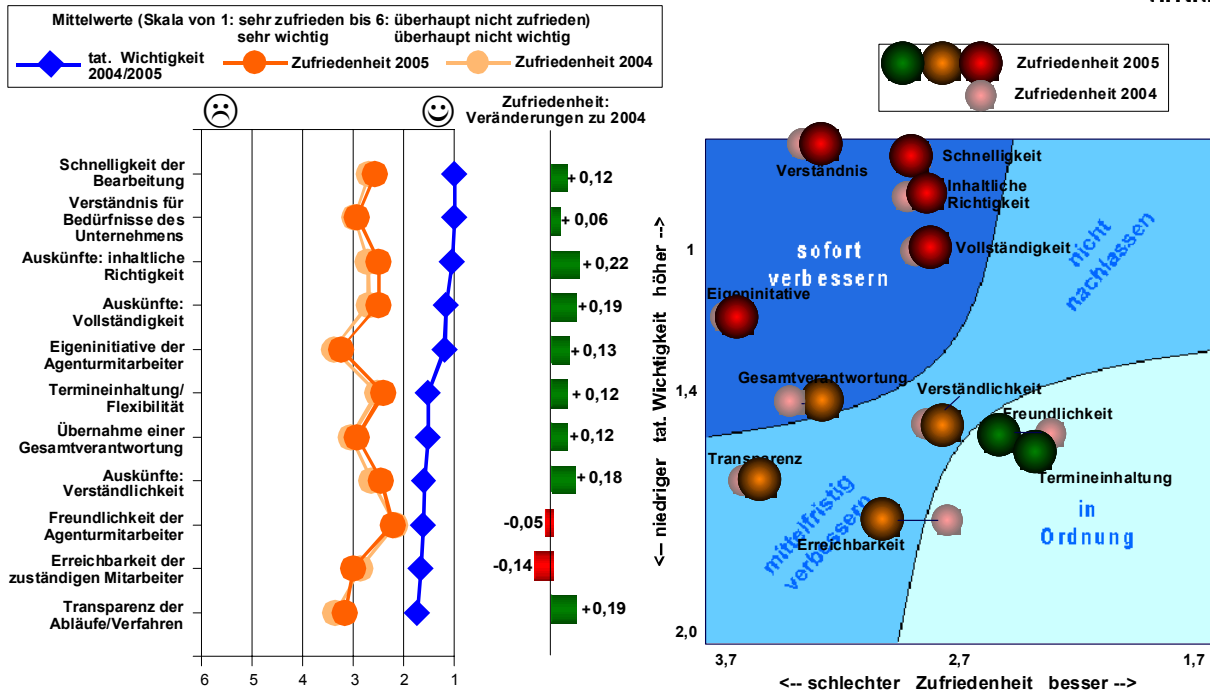 Mittelwerte (Skala von 1: sehr zufrieden bis 6: überhaupt nicht zufrieden)
sehr wichtig überhaupt nicht wichtig
tat. Wichtigkeit
2004/2005
Zufriedenheit 2005
Zufriedenheit 2004
Zufriedenheit:
Veränderungen zu 2004
Schnelligkeit der
Bearbeitung
+ 0,12
Verständnis für
Bedürfnisse des
Unternehmens
+ 0,06
Auskünfte: inhaltliche
Richtigkeit
+ 0,22
Auskünfte:
Vollständigkeit
+ 0,19
Eigeninitiative der
Agenturmitarbeiter
+ 0,13
Termineinhaltung/
Flexibilität
+ 0,12
Übernahme einer
Gesamtverantwortung
+ 0,12
Auskünfte:
Verständlichkeit
+ 0,18
Freundlichkeit der
Agenturmitarbeiter
-0,05
Erreichbarkeit der
zuständigen Mitarbeiter
-0,14
Transparenz der
Abläufe/Verfahren
+0,19
6 5 4 3 2 1
Zufriedenheit 2005
Zufriedenheit 2004
<-- niedriger tat. Wichtigkeit höher -->
1
1,4
2,0
Verständnis
Schnelligkeit
Inhaltliche
Richtigkeit
Vollständigkeit
sofort
verbessern
nicht
nachlassen
Eigeninitative
Gesamtverantwortung
Verständlichkeit
Freundlichkeit
Transparenz
Termineinhaltung
mittelfristig
verbessern
Erreichbarkeit
in
Ordnung
3,7 2,7 1,7
<-- schlechter Zufriedenheit besser -->